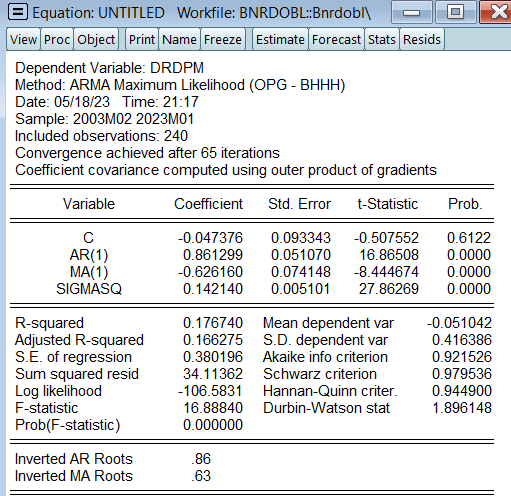 Equation: UNTITLED Workfile: BNRDOBL::Bnrdobl\
View Proc Object Print Name Freeze Estimate Forecast Stats Resids
Dependent Variable: DRDPM
Method: ARMA Maximum Likelihood (OPG - BHHH)
Date: 05/18/23 Time: 21:17
Sample: 2003M02 2023M01
Included observations: 240
Convergence achieved after 65 iterations
Coefficient covariance computed using outer product of gradients
Variable Coefficient Std. Error t-Statistic Prob.
C -0.047376 0.093343 -0.507552 0.6122
AR(1) 0.861299 0.051070 16.86508 0.0000
MA(1) -0.626160 0.074148 -8.444674 0.0000
SIGMASQ 0.142140 0.005101 27.86269 0.0000
R-squared 0.176740 Mean dependent var -0.051042
Adjusted R-squared 0.166275 S.D. dependent var 0.416386
S.E. of regression 0.380196 Akaike info criterion 0.921526
Sum squared resid 34.11362 Schwarz criterion 0.979536
Log likelihood -106.5831 Hannan-Quinn criter. 0.944900
F-statistic 16.88840 Durbin-Watson stat 1.896148
Prob(F-statistic) 0.000000
Inverted AR Roots .86
Inverted MA Roots .63